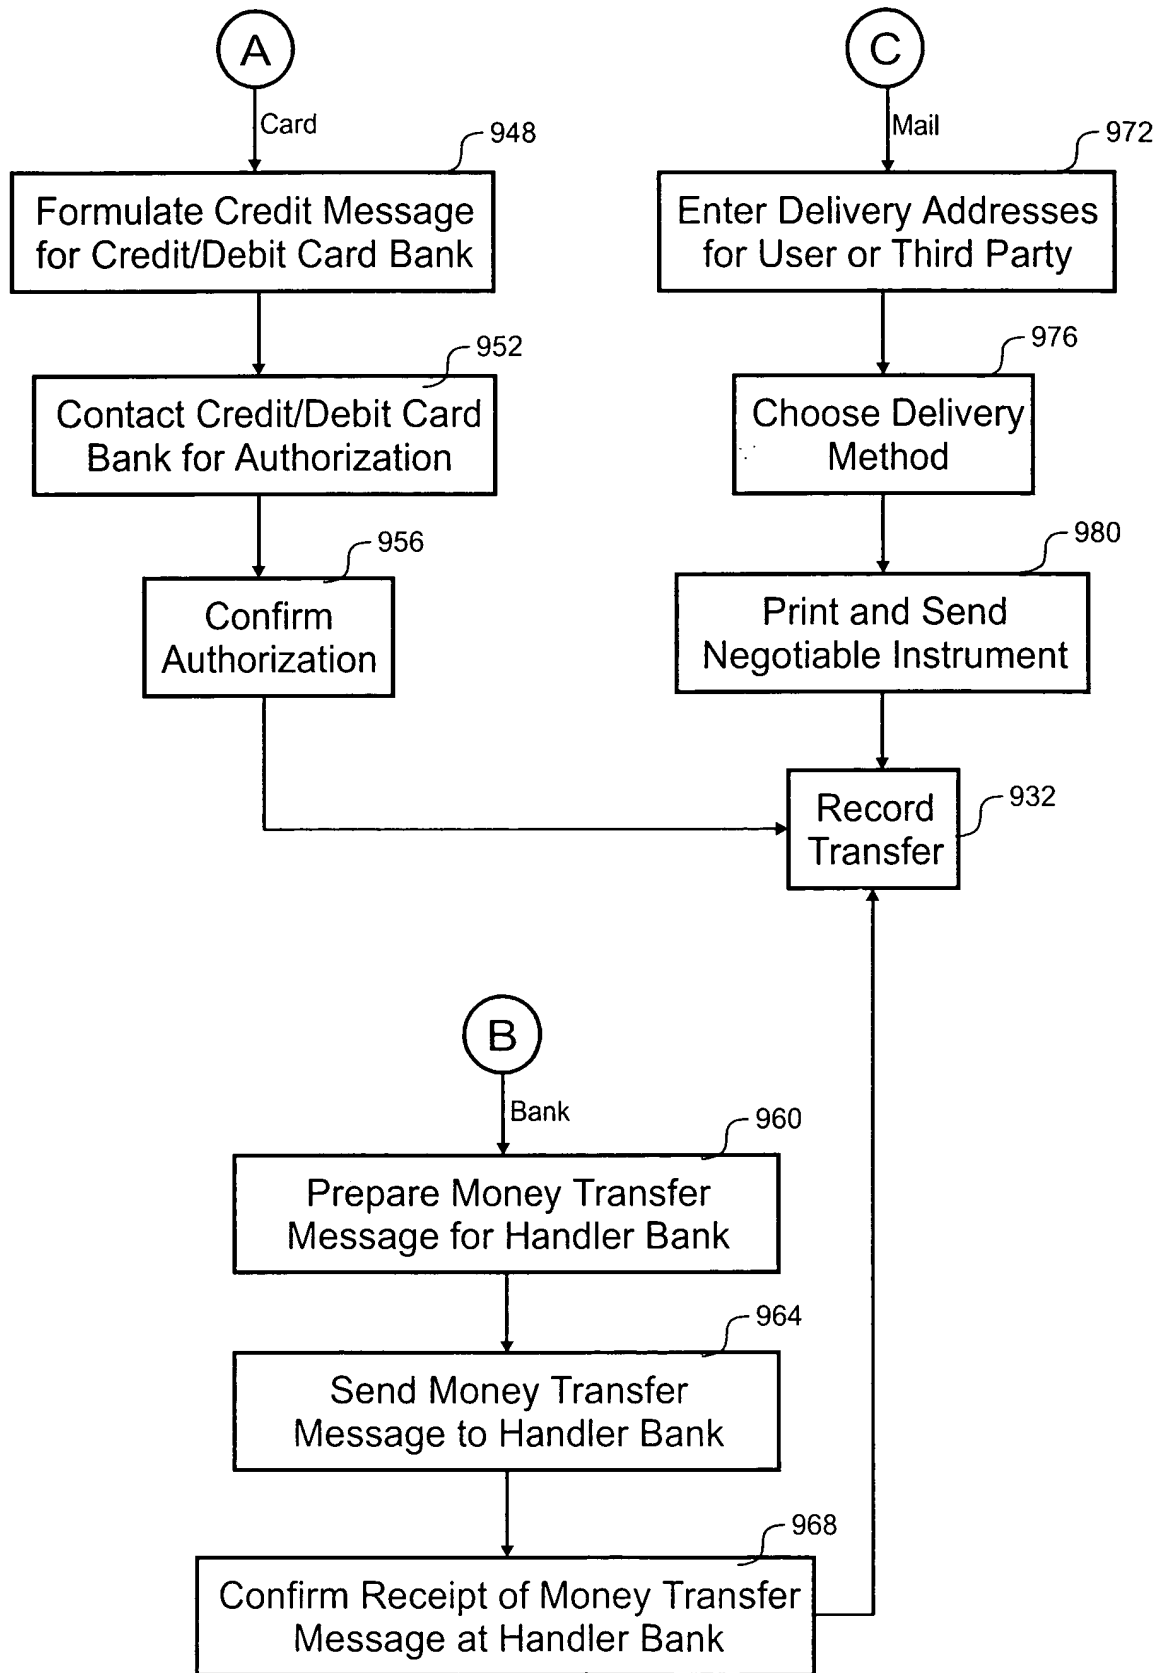 A
Card
948
Formulate Credit Message
for Credit/Debit Card Bank
952
Contact Credit/Debit Card
Bank for Authorization
956
Confirm
Authorization
C
Mail
972
Enter Delivery Addresses
for User or Third Party
976
Choose Delivery
Method
980
Print and Send
Negotiable Instrument
932
Record
Transfer
B
Bank
960
Prepare Money Transfer
Message for Handler Bank
964
Send Money Transfer
Message to Handler Bank
968
Confirm Receipt of Money Transfer
Message at Handler Bank